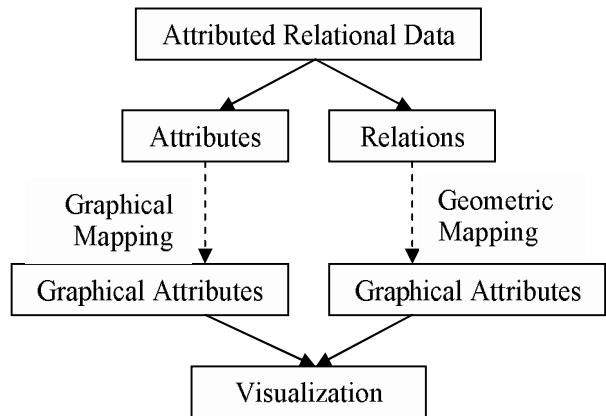 Attributed Relational Data
Attributes
Relations
Graphical
Mapping
Geometric
Mapping
Graphical Attributes
Graphical Attributes
Visualization